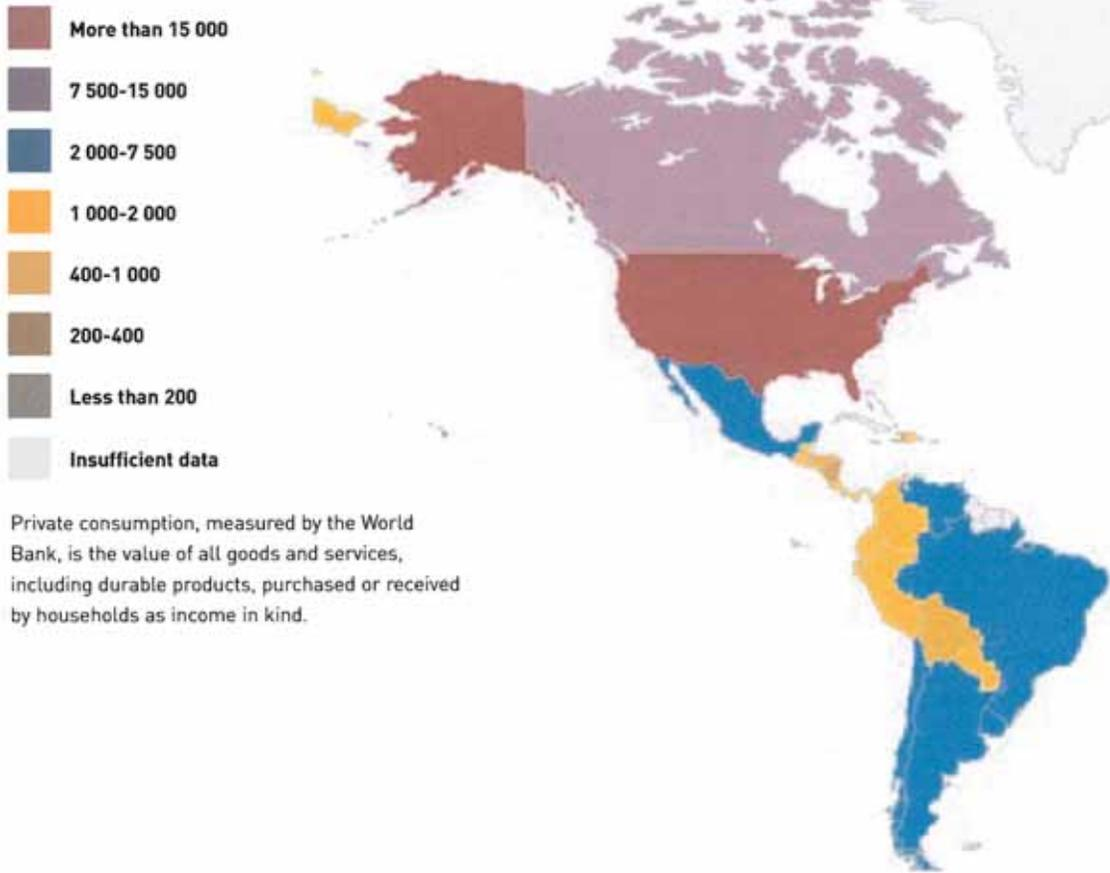 More than 15 000
7 500-15 000
2 000-7 500
1 000-2 000
400-1 000
200-400
Less than 200
Insufficient data
Private consumption, measured by the World
Bank, is the value of all goods and services,
including durable products, purchased or received
by households as income in kind.